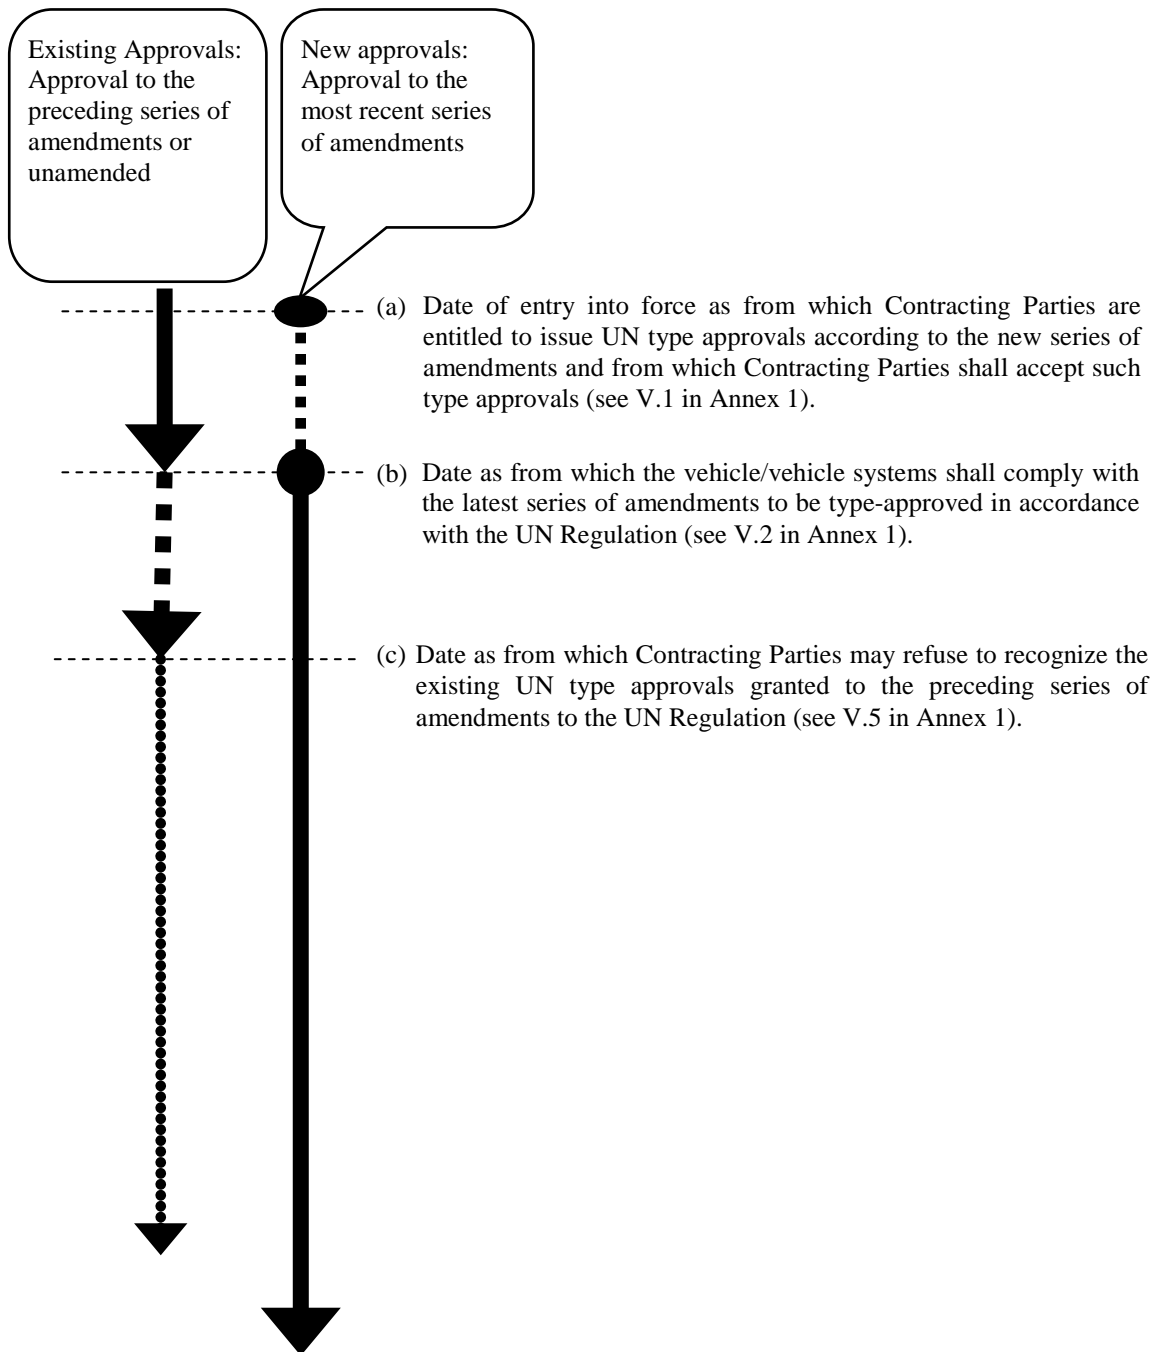 Existing Approvals:
Approval to the
preceding series of
amendments or
unamended
New approvals:
Approval to the
most recent series
of amendments
(a) Date of entry into force as from which Contracting Parties are
entitled to issue UN type approvals according to the new series of
amendments and from which Contracting Parties shall accept such
type approvals (see V.1 in Annex 1).
(b) Date as from which the vehicle/vehicle systems shall comply with
the latest series of amendments to be type-approved in accordance
with the UN Regulation (see V.2 in Annex 1).
(c) Date as from which Contracting Parties may refuse to recognize the
existing UN type approvals granted to the preceding series of
amendments to the UN Regulation (see V.5 in Annex 1).